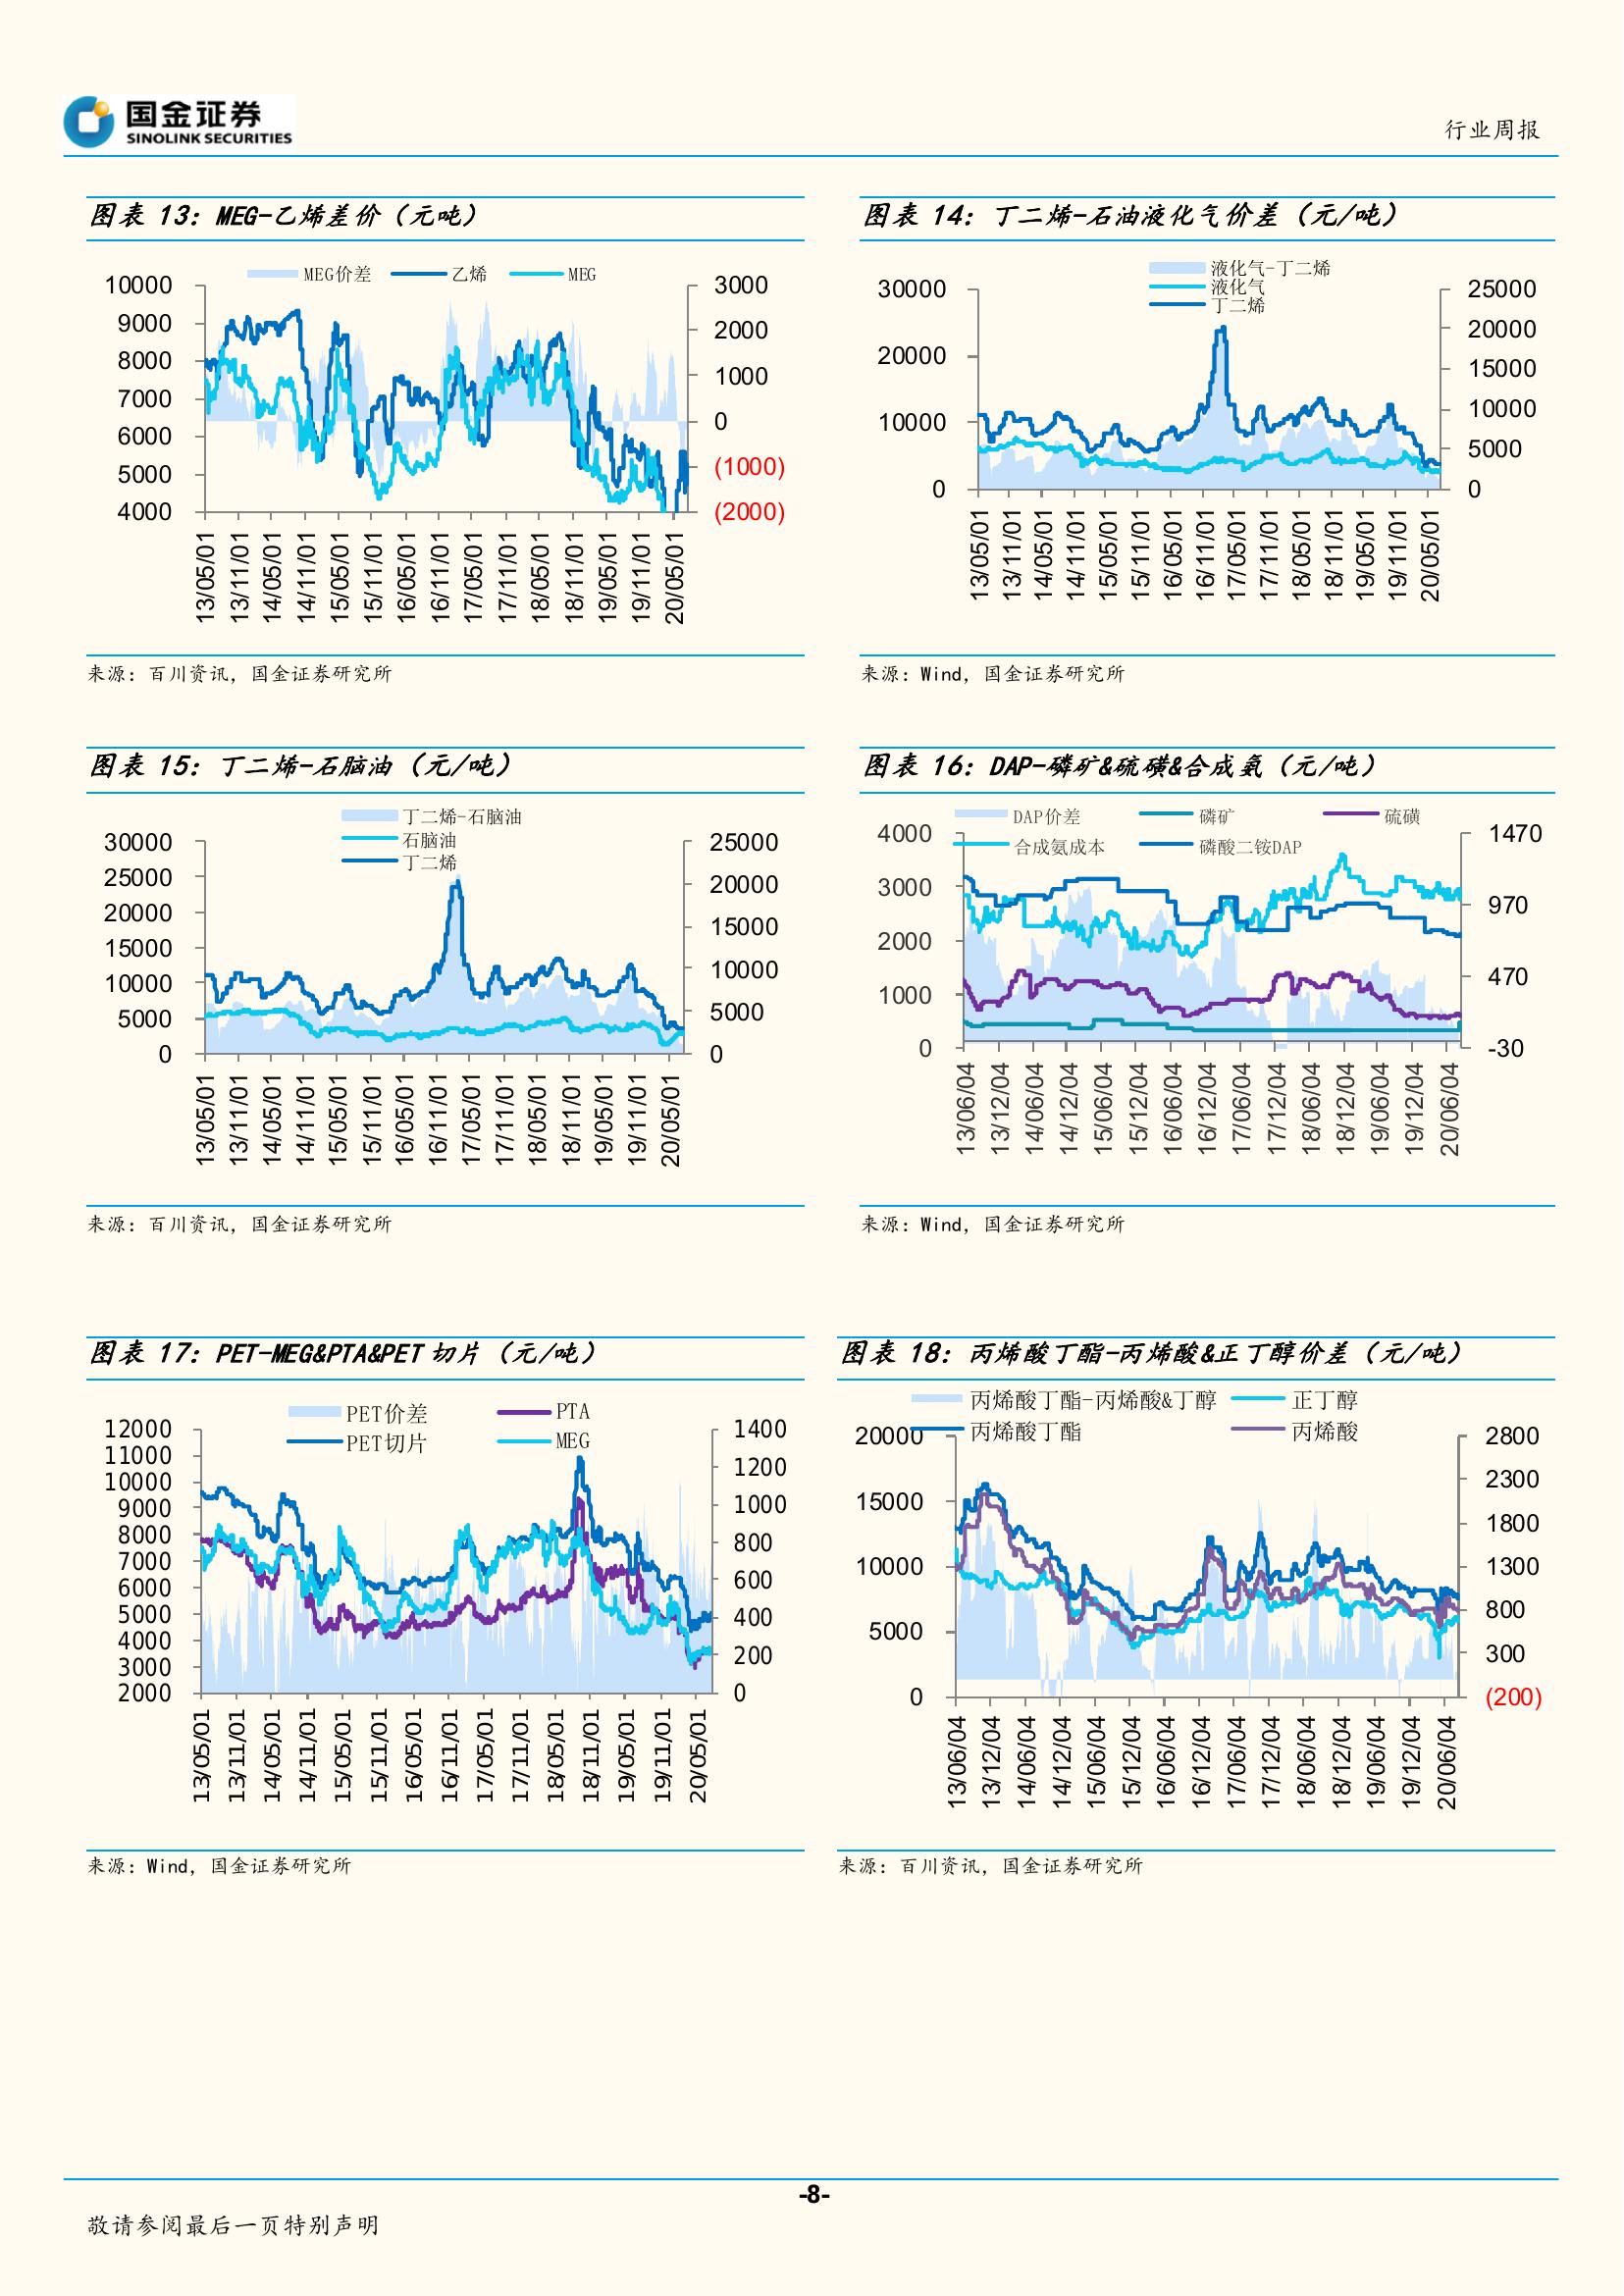 国金证券
SINOLINK SECURITIES
行业周报
图表 13：MEG-乙烯差价（元吨）
MEG价差 乙烯 MEG
10000
9000
8000
7000
6000
5000
4000
3000
2000
1000
0
(1000)
(2000)
13/05/01 13/11/01 14/05/01 14/11/01 15/05/01 15/11/01 16/05/01 16/11/01 17/05/01 17/11/01 18/05/01 18/11/01 19/05/01 19/11/01 20/05/01
来源：百川资讯，国金证券研究所
图表 14：丁二烯-石油液化气价差（元/吨）
液化气-丁二烯
液化气
丁二烯
30000
20000
10000
0
25000
20000
15000
10000
5000
0
13/05/01 13/11/01 14/05/01 14/11/01 15/05/01 15/11/01 16/05/01 16/11/01 17/05/01 17/11/01 18/05/01 18/11/01 19/05/01 19/11/01 20/05/01
来源：Wind，国金证券研究所
图表 15：丁二烯-石脑油（元/吨）
丁二烯-石脑油
石脑油
丁二烯
30000
25000
20000
15000
10000
5000
0
25000
20000
15000
10000
5000
0
13/05/01 13/11/01 14/05/01 14/11/01 15/05/01 15/11/01 16/05/01 16/11/01 17/05/01 17/11/01 18/05/01 18/11/01 19/05/01 19/11/01 20/05/01
来源：百川资讯，国金证券研究所
图表 16：DAP-磷矿&硫磺&合成氨（元/吨）
DAP价差 磷矿 硫磺
合成氨成本 磷酸二铵DAP
4000
3000
2000
1000
0
1470
970
470
-30
13/06/04 13/12/04 14/06/04 14/12/04 15/06/04 15/12/04 16/06/04 16/12/04 17/06/04 17/12/04 18/06/04 18/12/04 19/06/04 19/12/04 20/06/04
来源：Wind，国金证券研究所
图表 17：PET-MEG&PTA&PET 切片（元/吨）
PET价差 PTA
PET切片 MEG
12000
11000
10000
9000
8000
7000
6000
5000
4000
3000
2000
1400
1200
1000
800
600
400
200
0
13/05/01 13/11/01 14/05/01 14/11/01 15/05/01 15/11/01 16/05/01 16/11/01 17/05/01 17/11/01 18/05/01 18/11/01 19/05/01 19/11/01 20/05/01
来源：Wind，国金证券研究所
图表 18：丙烯酸丁酯-丙烯酸&正丁醇价差（元/吨）
丙烯酸丁酯-丙烯酸&丁醇 正丁醇
丙烯酸丁酯 丙烯酸
20000
15000
10000
5000
0
2800
2300
1800
1300
800
300
(200)
13/06/04 13/12/04 14/06/04 14/12/04 15/06/04 15/12/04 16/06/04 16/12/04 17/06/04 17/12/04 18/06/04 18/12/04 19/06/04 19/12/04 20/06/04
来源：百川资讯，国金证券研究所
-8-
敬请参阅最后一页特别声明